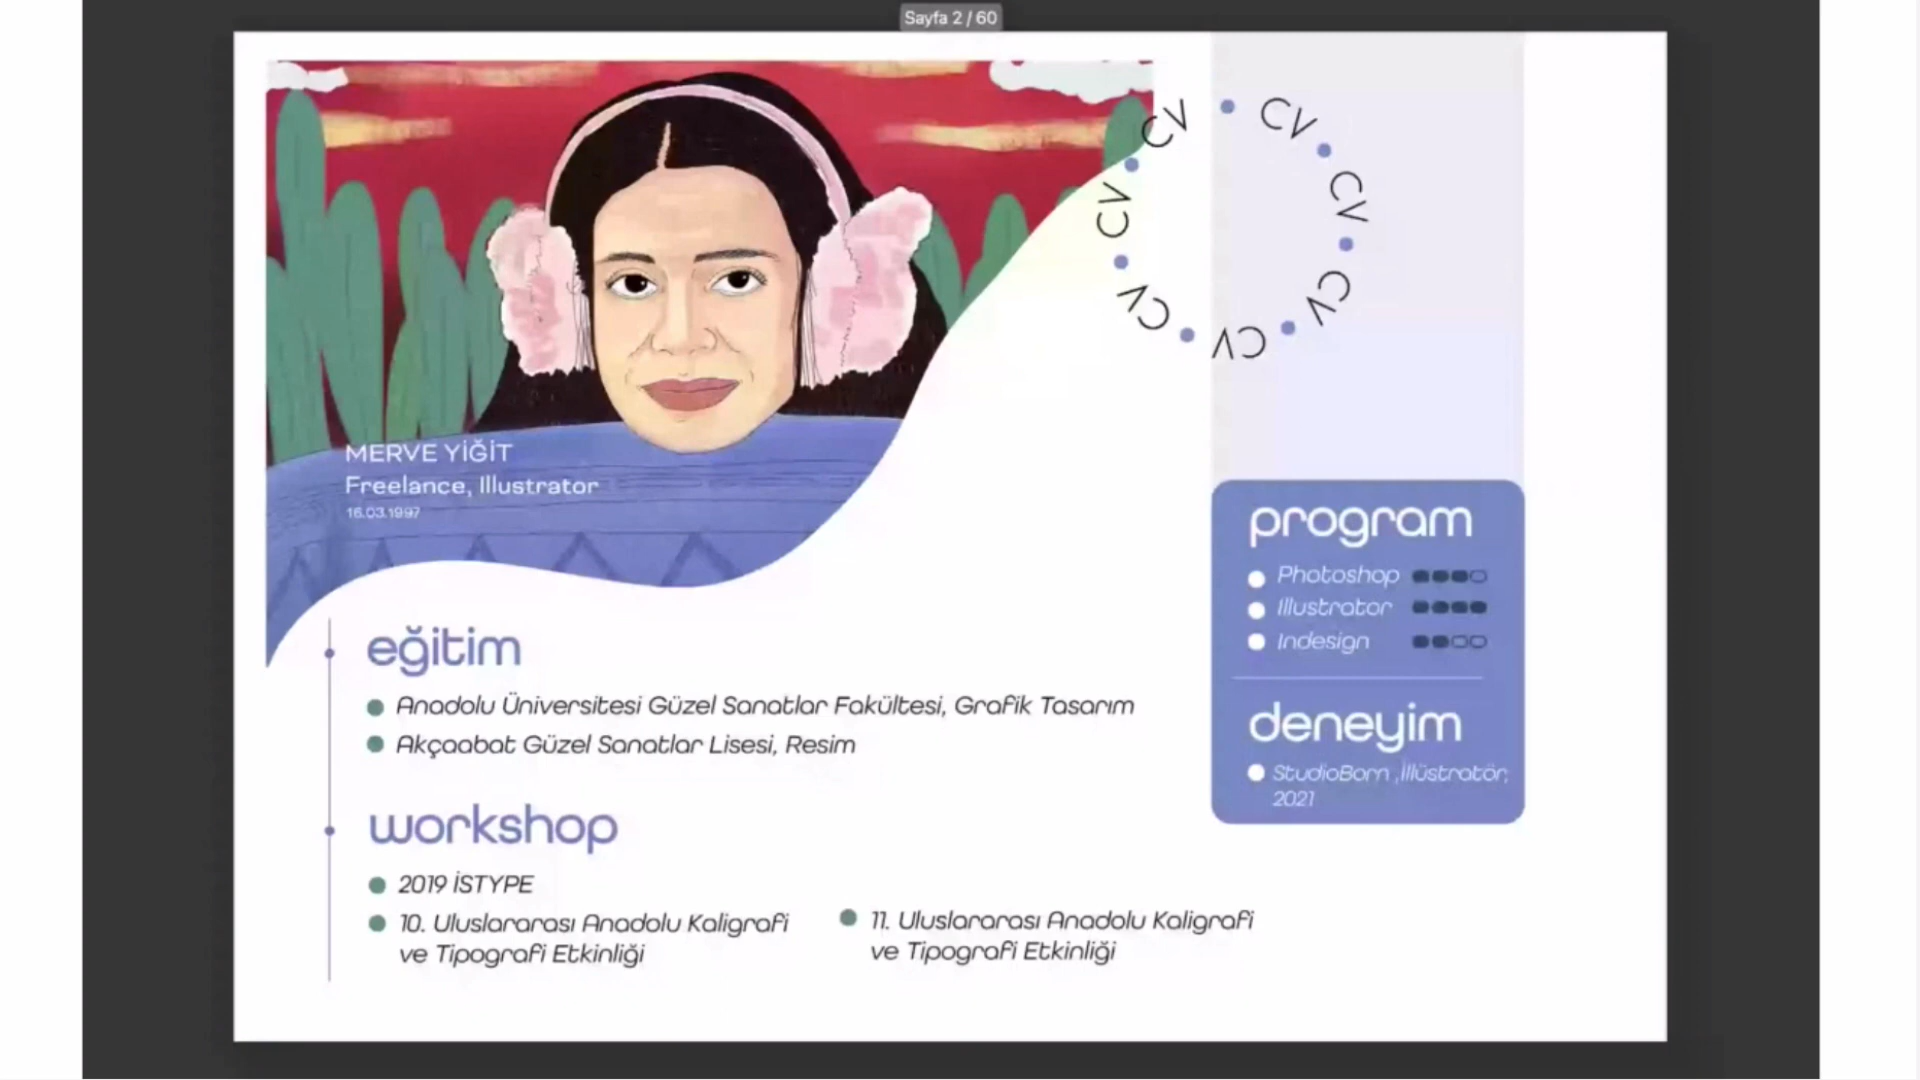 Sayfa 2 / 60
CV CV CV CV CV CV CV
MERVE YİĞİT
Freelance, Illustrator
16.03.1997
eğitim
Anadolu Üniversitesi Güzel Sanatlar Fakültesi, Grafik Tasarım
Akçaabat Güzel Sanatlar Lisesi, Resim
workshop
2019 İSTYPE
10. Uluslararası Anadolu Kaligrafi
ve Tipografi Etkinliği
11. Uluslararası Anadolu Kaligrafi
ve Tipografi Etkinliği
program
Photoshop
Illustrator
Indesign
deneyim
StudioBom ,İllüstratör,
2021